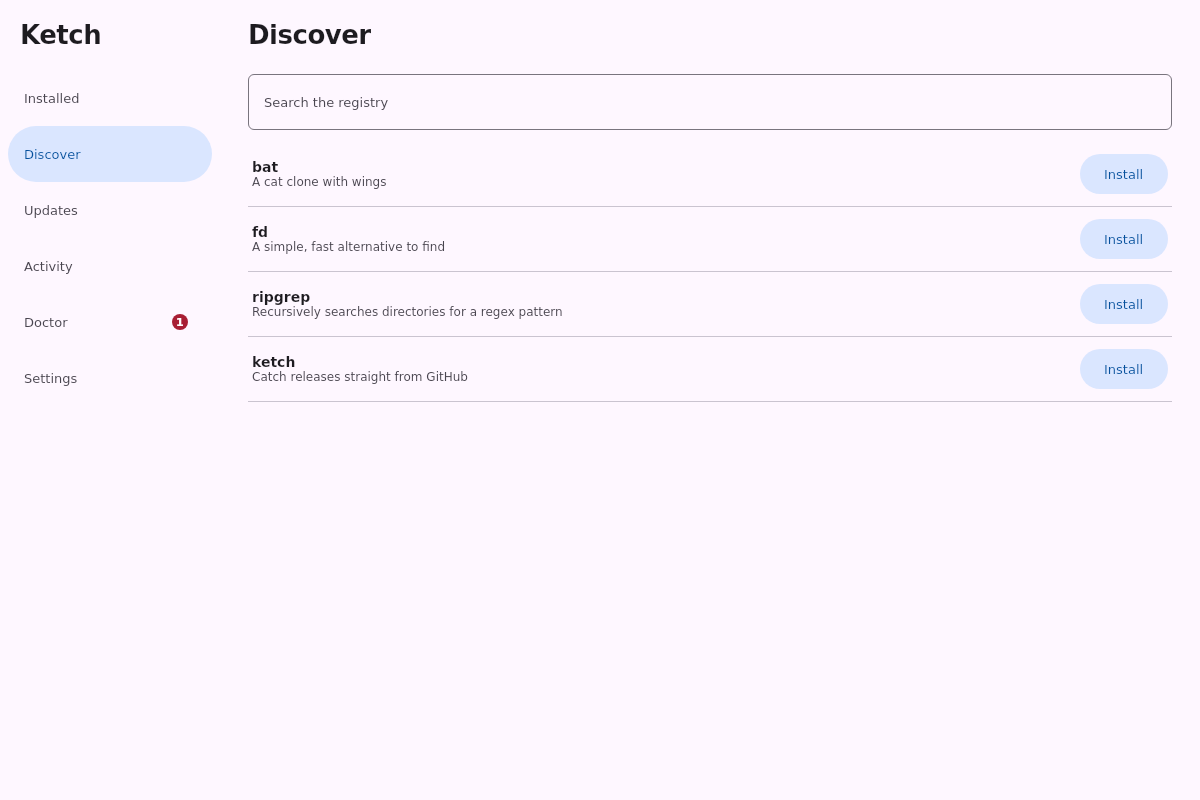 Ketch
Installed
Discover
Updates
Activity
Doctor
1
Settings
Discover
Search the registry
bat
A cat clone with wings
Install
fd
A simple, fast alternative to find
Install
ripgrep
Recursively searches directories for a regex pattern
Install
ketch
Catch releases straight from GitHub
Install